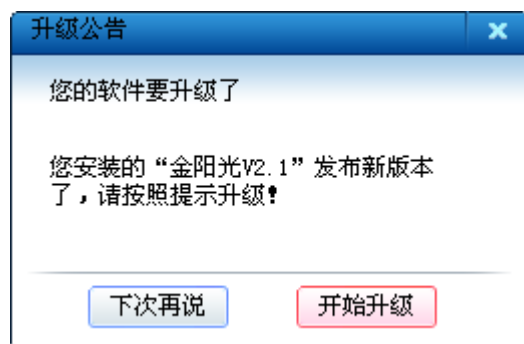 升级公告
您的软件要升级了
您安装的“金阳光V2.1”发布新版本
了，请按照提示升级！
下次再说
开始升级